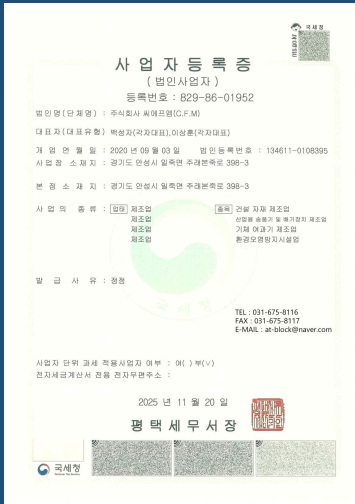 국세청
nts.go.kr
사업자등록증
( 법인사업자 )
등록번호 : 829-86-01952
법인명(단체명) : 주식회사 씨에프엠(C.F.M)
대표자(대표유형) : 백성자(각자대표),이상훈(각자대표)
개업연월일 : 2020 년 09 월 03 일 법인등록번호 : 134611-0108395
사업장 소재지 : 경기도 안성시 일죽면 주래본죽로 398-3
본점소재지 : 경기도 안성시 일죽면 주래본죽로 398-3
사업의 종류 : 업태 제조업 종목 건설 자재 제조업
제조업 산업용 송풍기 및 배기장치 제조업
제조업 기체 여과기 제조업
제조업 환경오염방지시설업
발급사유 : 정정
국세청
TEL : 031-675-8116
FAX : 031-675-8117
E-MAIL : at-block@naver.com
사업자 단위 과세 적용사업자 여부 : 여( ) 부(∨)
전자세금계산서 전용 전자우편주소 :
2025 년 11 월 20 일
평택세무서장
국세청